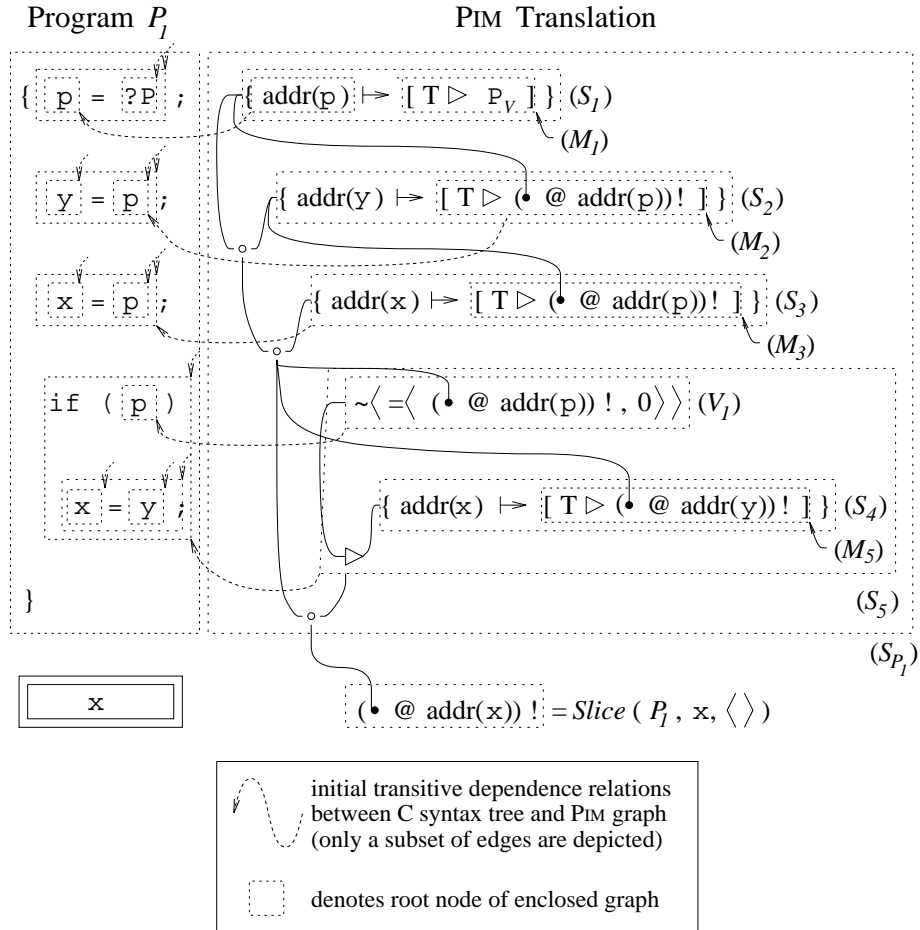 Program P₁ PIM Translation
{ p = ?P ; { addr(p) ↦ [ T ▷ P_V ] } (S₁)
(M₁)
y = p ; { addr(y) ↦ [ T ▷ (• @ addr(p))! ] } (S₂)
(M₂)
x = p ; { addr(x) ↦ [ T ▷ (• @ addr(p))! ] } (S₃)
(M₃)
if ( p ) ~⟨ =⟨ (• @ addr(p)) ! , 0⟩ ⟩ (V₁)
x = y ; { addr(x) ↦ [ T ▷ (• @ addr(y))! ] } (S₄)
(M₅)
} (S₅)
(S_P₁)
x (• @ addr(x)) ! = Slice ( P₁ , x, ⟨ ⟩ )
initial transitive dependence relations
between C syntax tree and PIM graph
(only a subset of edges are depicted)
denotes root node of enclosed graph